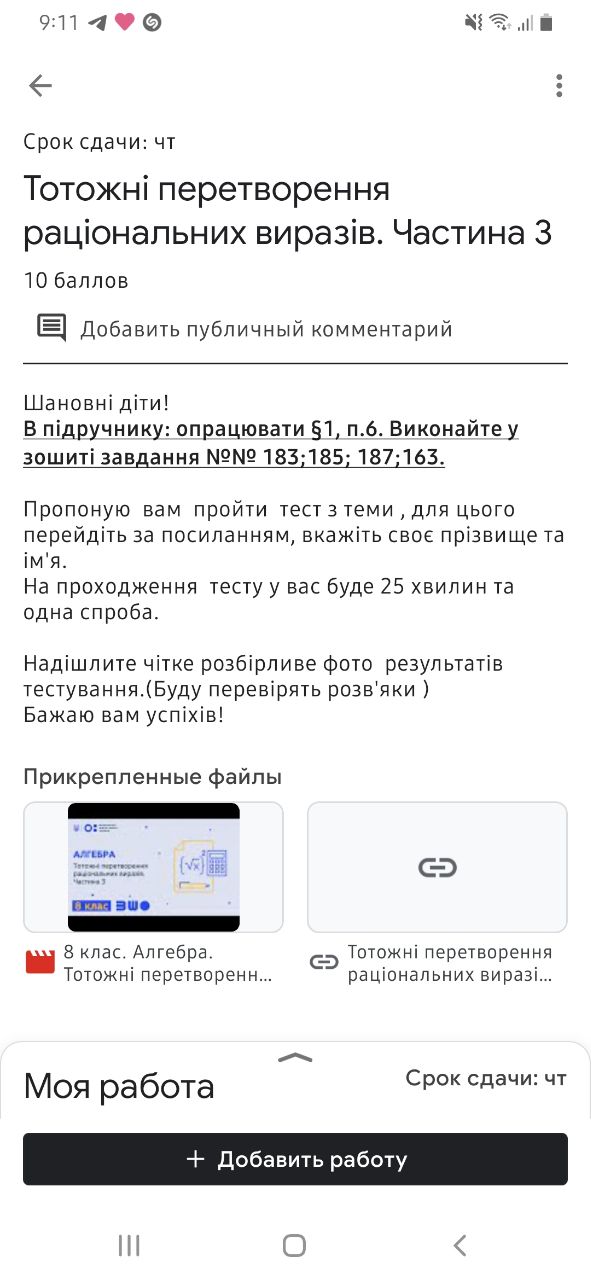 9:11
Срок сдачи: чт
Тотожні перетворення
раціональних виразів. Частина 3
10 баллов
Добавить публичный комментарий
Шановні діти!
В підручнику: опрацювати §1, п.6. Виконайте у
зошиті завдання №№ 183;185; 187;163.
Пропоную вам пройти тест з теми , для цього
перейдіть за посиланням, вкажіть своє прізвище та
ім'я.
На проходження тесту у вас буде 25 хвилин та
одна спроба.
Надішлите чітке розбірливе фото результатів
тестування.(Буду перевірять розв'яки )
Бажаю вам успіхів!
Прикрепленные файлы
АЛГЕБРА
Тотожні перетворення
раціональних виразів.
Частина 3
8 клас
8 клас. Алгебра.
Тотожні перетворенн...
Тотожні перетворення
раціональних виразі...
Моя работа
Срок сдачи: чт
+ Добавить работу